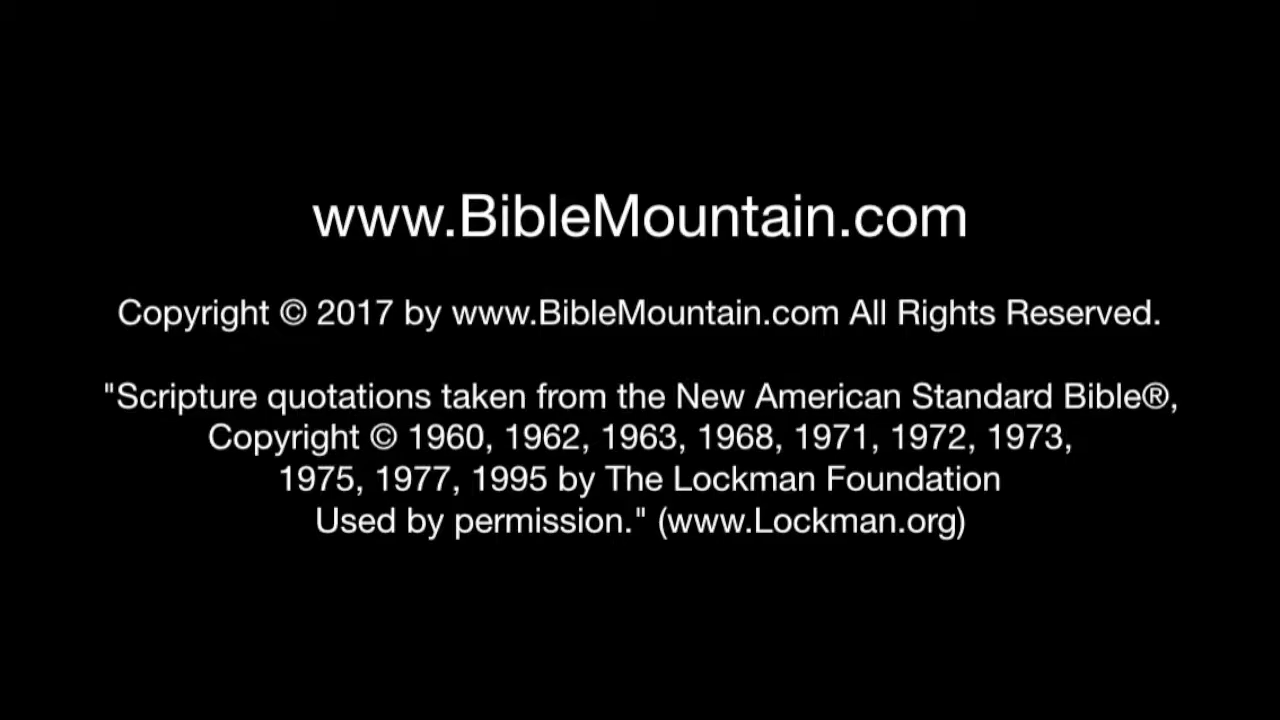 www.BibleMountain.com
Copyright © 2017 by www.BibleMountain.com All Rights Reserved.
"Scripture quotations taken from the New American Standard Bible®,
Copyright © 1960, 1962, 1963, 1968, 1971, 1972, 1973,
1975, 1977, 1995 by The Lockman Foundation
Used by permission." (www.Lockman.org)